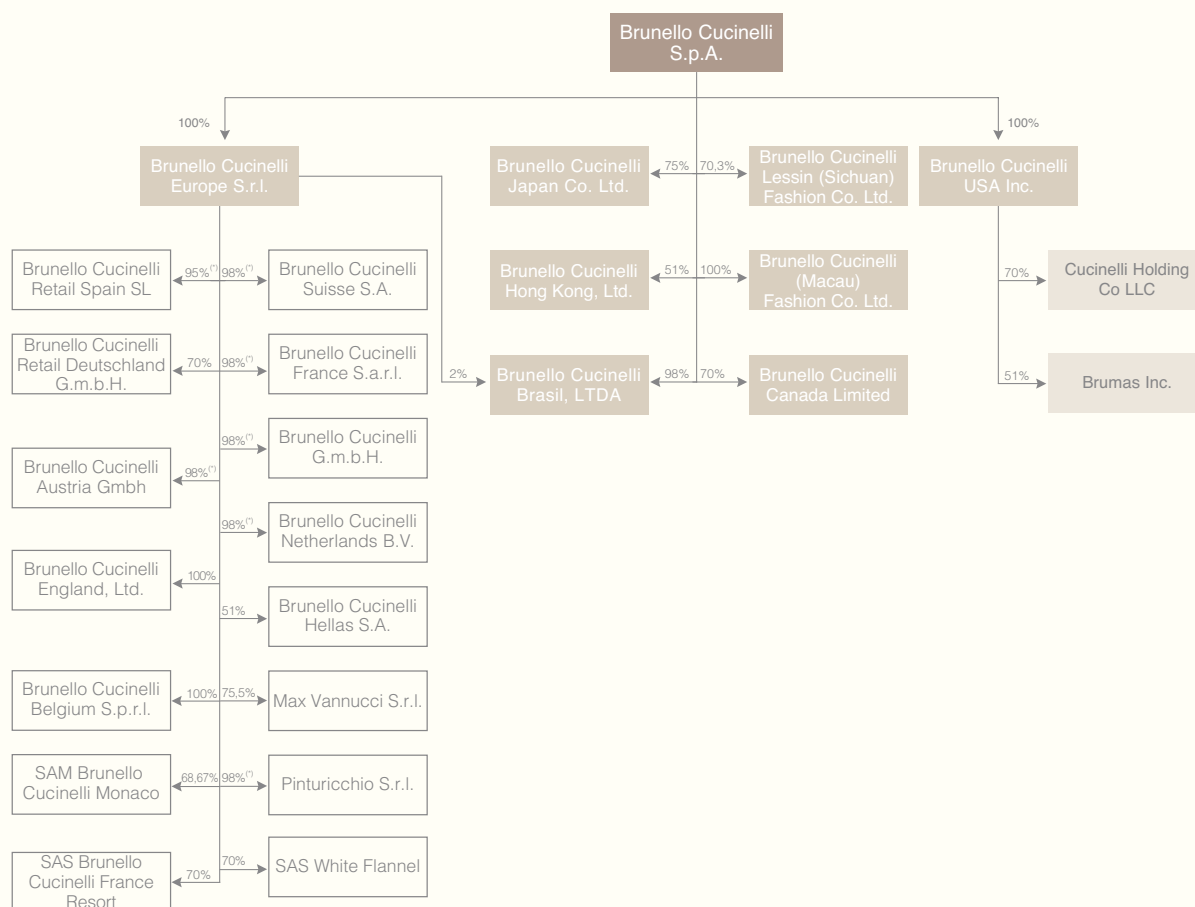 Brunello Cucinelli
S.p.A.
100%
100%
Brunello Cucinelli
Europe S.r.l.
Brunello Cucinelli
Japan Co. Ltd.
75%
70,3%
Brunello Cucinelli
Lessin (Sichuan)
Fashion Co. Ltd.
Brunello Cucinelli
USA Inc.
Brunello Cucinelli
Retail Spain SL
95%(*)
98%(*)
Brunello Cucinelli
Suisse S.A.
Brunello Cucinelli
Hong Kong, Ltd.
51%
100%
Brunello Cucinelli
(Macau)
Fashion Co. Ltd.
70%
Cucinelli Holding
Co LLC
Brunello Cucinelli
Retail Deutschland
G.m.b.H.
70%
98%(*)
Brunello Cucinelli
France S.a.r.l.
2%
Brunello Cucinelli
Brasil, LTDA
98%
70%
Brunello Cucinelli
Canada Limited
51%
Brumas Inc.
98%(*)
Brunello Cucinelli
G.m.b.H.
Brunello Cucinelli
Austria Gmbh
98%(*)
98%(*)
Brunello Cucinelli
Netherlands B.V.
Brunello Cucinelli
England, Ltd.
100%
51%
Brunello Cucinelli
Hellas S.A.
Brunello Cucinelli
Belgium S.p.r.l.
100%
75,5%
Max Vannucci S.r.l.
SAM Brunello
Cucinelli Monaco
68,67%
98%(*)
Pinturicchio S.r.l.
SAS Brunello
Cucinelli France
Resort
70%
70%
SAS White Flannel